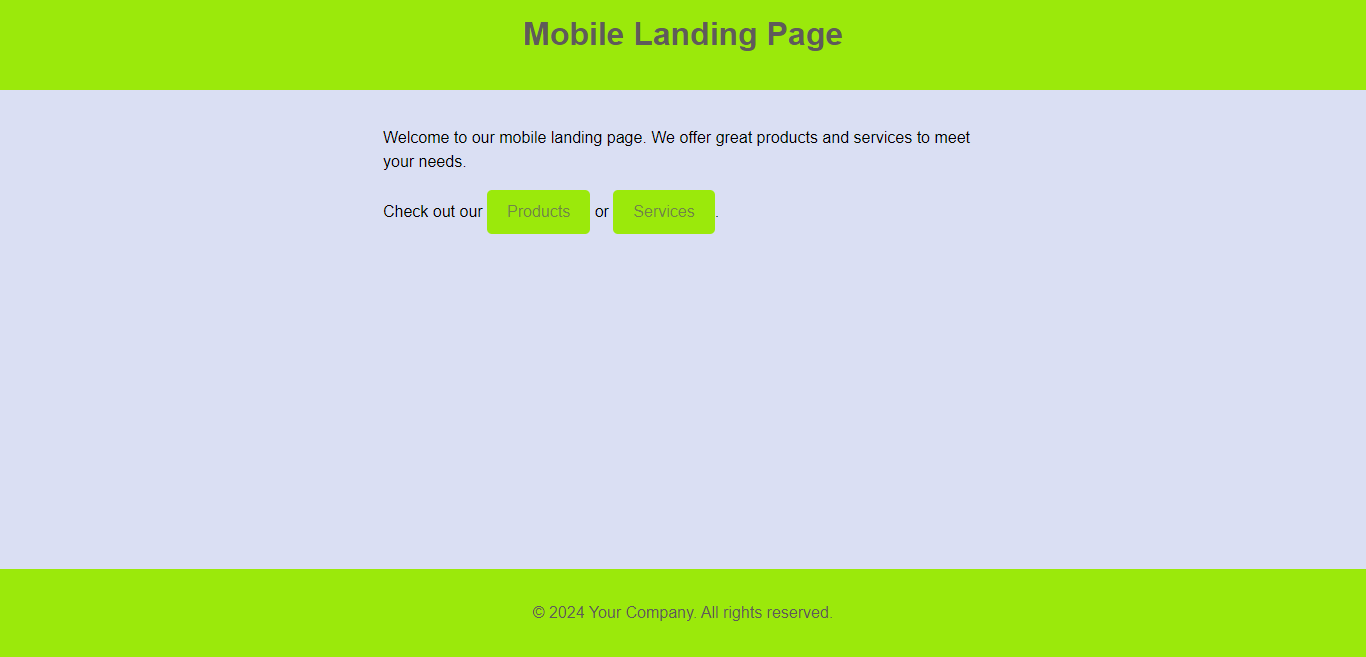 Mobile Landing Page
Welcome to our mobile landing page. We offer great products and services to meet
your needs.
Check out our Products or Services.
© 2024 Your Company. All rights reserved.